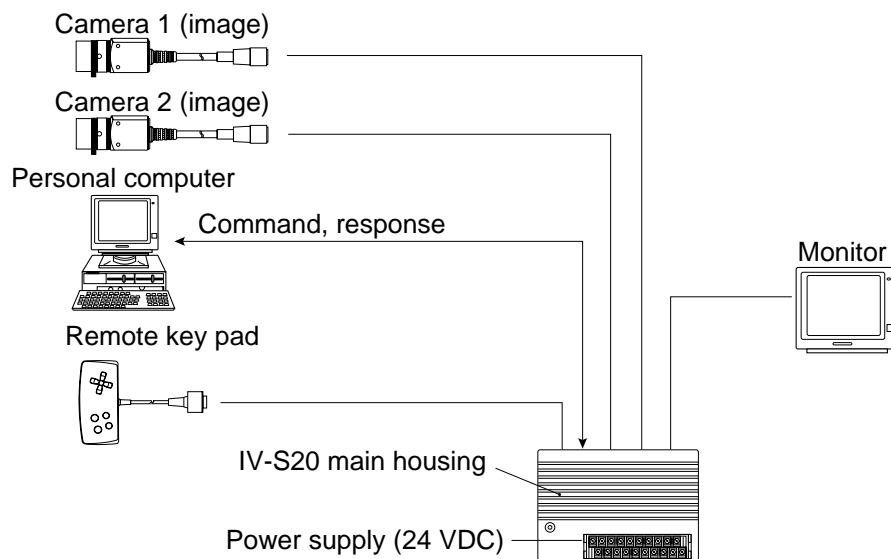 Camera 1 (image)
Camera 2 (image)
Personal computer
Command, response
Monitor
Remote key pad
IV-S20 main housing
Power supply (24 VDC)